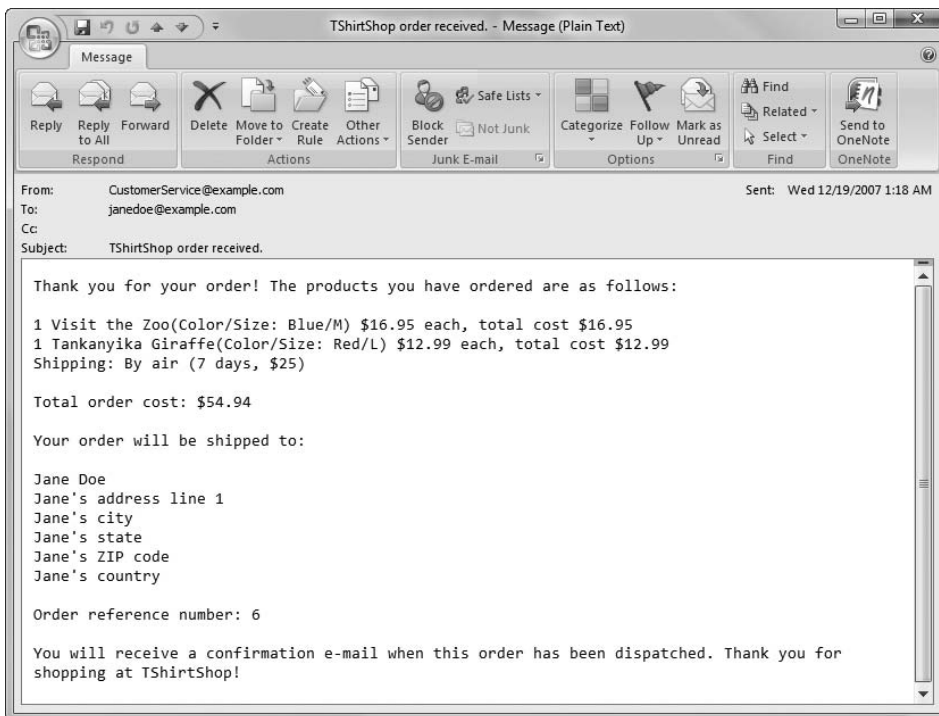 TShirtShop order received. - Message (Plain Text)
Message
Reply
Reply to All
Forward
Respond
Delete
Move to Folder
Create Rule
Other Actions
Actions
Block Sender
Safe Lists
Not Junk
Junk E-mail
Categorize
Follow Up
Mark as Unread
Options
Find
Related
Select
Find
Send to OneNote
OneNote
From: CustomerService@example.com Sent: Wed 12/19/2007 1:18 AM
To: janedoe@example.com
Cc:
Subject: TShirtShop order received.
Thank you for your order! The products you have ordered are as follows:
1 Visit the Zoo(Color/Size: Blue/M) $16.95 each, total cost $16.95
1 Tankanyika Giraffe(Color/Size: Red/L) $12.99 each, total cost $12.99
Shipping: By air (7 days, $25)
Total order cost: $54.94
Your order will be shipped to:
Jane Doe
Jane's address line 1
Jane's city
Jane's state
Jane's ZIP code
Jane's country
Order reference number: 6
You will receive a confirmation e-mail when this order has been dispatched. Thank you for
shopping at TShirtShop!